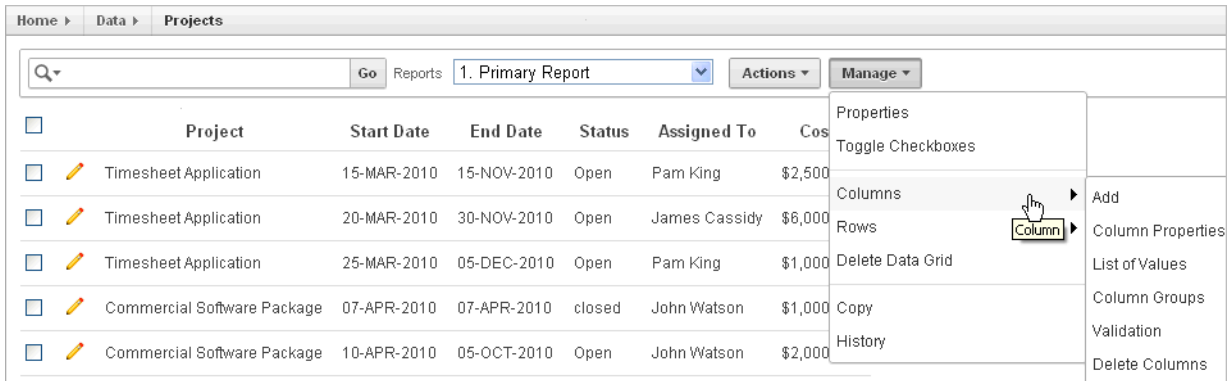 Home Data Projects
Go Reports 1. Primary Report Actions Manage
Properties
Project Start Date End Date Status Assigned To Cos
Toggle Checkboxes
Timesheet Application 15-MAR-2010 15-NOV-2010 Open Pam King $2,500
Columns Add
Timesheet Application 20-MAR-2010 30-NOV-2010 Open James Cassidy $6,000
Rows Column Column Properties
Timesheet Application 25-MAR-2010 05-DEC-2010 Open Pam King $1,000
Delete Data Grid List of Values
Column Groups
Commercial Software Package 07-APR-2010 07-APR-2010 closed John Watson $1,000
Copy
Validation
History
Commercial Software Package 10-APR-2010 05-OCT-2010 Open John Watson $2,000
Delete Columns